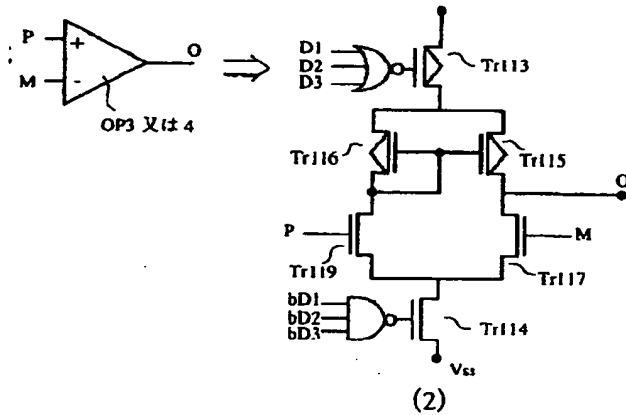 P
+
M
-
O
OP3 又は 4
D1
D2
D3
Tr113
Tr116
Tr115
O
P
M
Tr119
Tr117
bD1
bD2
bD3
Tr114
Vss
(2)